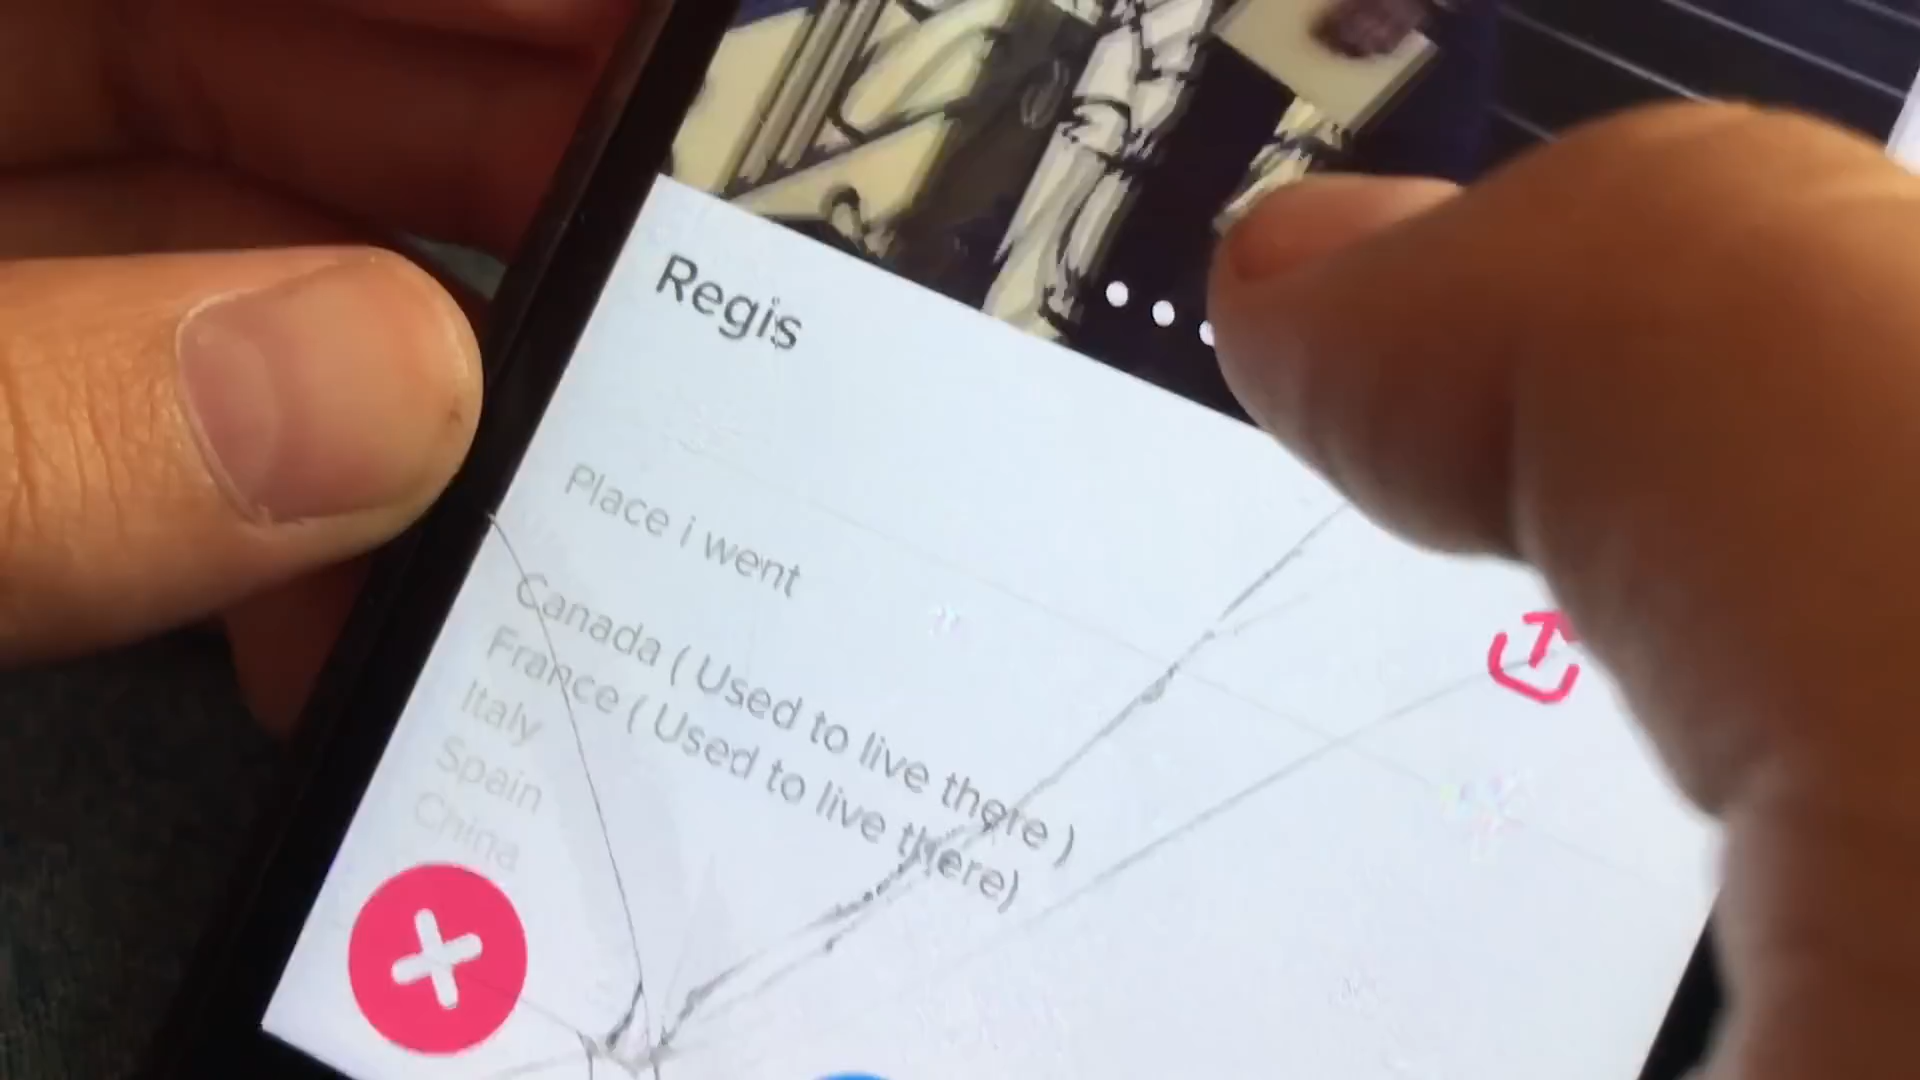 Regis
Place i went
Canada ( Used to live there )
France ( Used to live there)
Italy
Spain
China